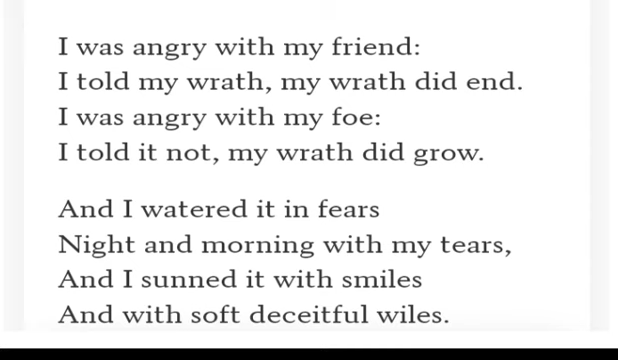 I was angry with my friend:
I told my wrath, my wrath did end.
I was angry with my foe:
I told it not, my wrath did grow.
And I watered it in fears
Night and morning with my tears,
And I sunned it with smiles
And with soft deceitful wiles.